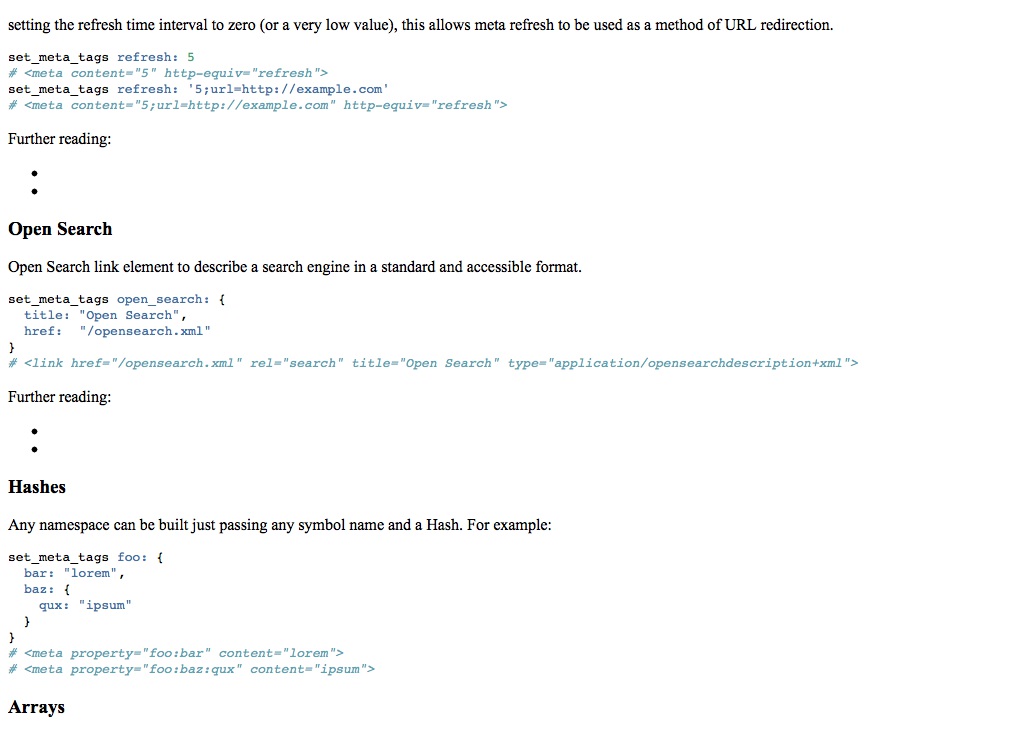 setting the refresh time interval to zero (or a very low value), this allows meta refresh to be used as a method of URL redirection.
set_meta_tags refresh: 5
# <meta content="5" http-equiv="refresh">
set_meta_tags refresh: '5;url=http://example.com'
# <meta content="5;url=http://example.com" http-equiv="refresh">
Further reading:
Open Search
Open Search link element to describe a search engine in a standard and accessible format.
set_meta_tags open_search: {
  title: "Open Search",
  href:  "/opensearch.xml"
}
# <link href="/opensearch.xml" rel="search" title="Open Search" type="application/opensearchdescription+xml">
Further reading:
Hashes
Any namespace can be built just passing any symbol name and a Hash. For example:
set_meta_tags foo: {
  bar: "lorem",
  baz: {
    qux: "ipsum"
  }
}
# <meta property="foo:bar" content="lorem">
# <meta property="foo:baz:qux" content="ipsum">
Arrays